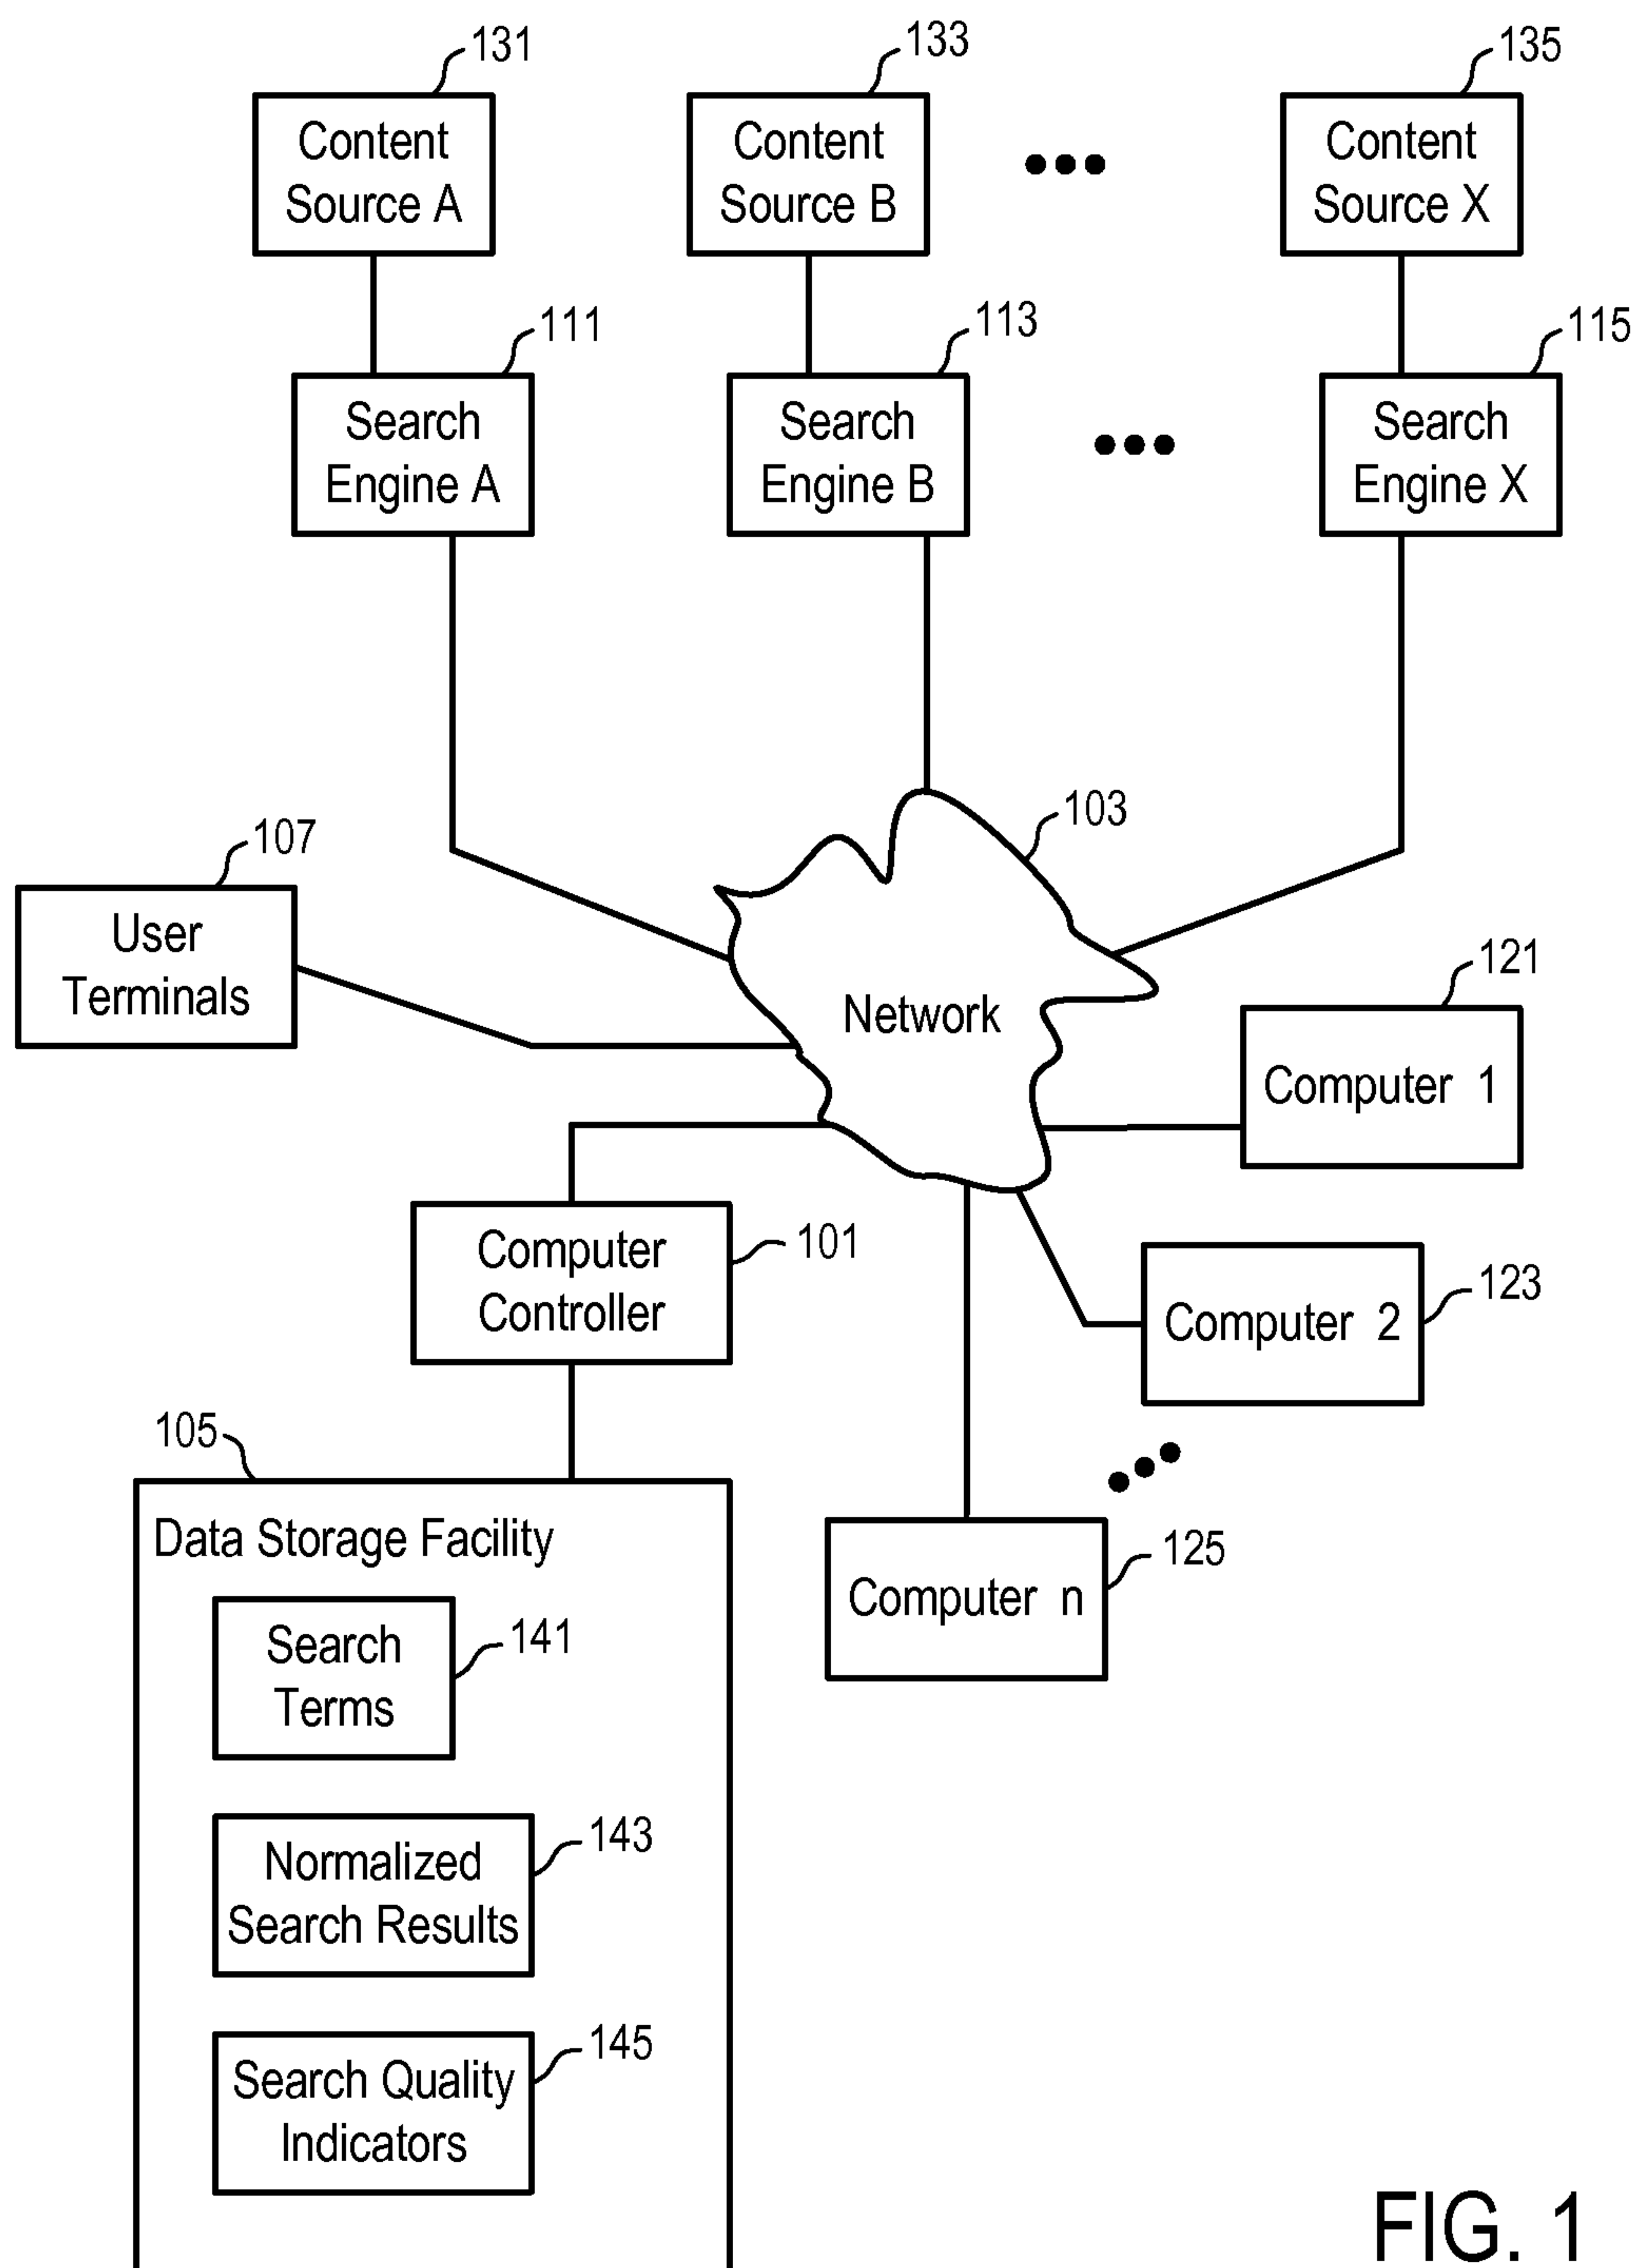 131
133
135
Content
Source A
Content
Source B
Content
Source X
111
113
115
Search
Engine A
Search
Engine B
Search
Engine X
103
107
User
Terminals
Network
121
Computer 1
Computer
Controller
101
123
Computer 2
105
Data Storage Facility
125
Computer n
Search
Terms
141
Normalized
Search Results
143
Search Quality
Indicators
145
FIG. 1